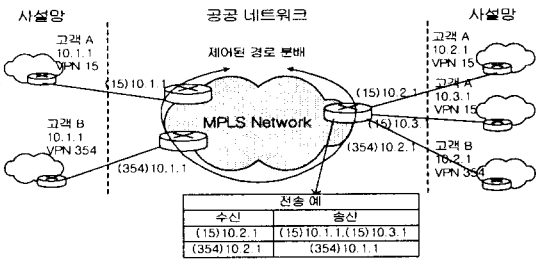 사설망
공공 네트워크
사설망
고객 A
10.1.1
VPN 15
제어된 경로 분배
고객 A
10.2.1
VPN 15
(15)10.1.1
(15)10.2.1
고객 A
10.3.1
VPN 15
MPLS Network
(15)10.3.
고객 B
10.1.1
VPN 354
(354)10.2.1
고객 B
10.2.1
VPN 354
(354)10.1.1
전송 예
수신 송신
(15)10.2.1 (15)10.1.1,(15)10.3.1
(354)10.2.1 (354)10.1.1